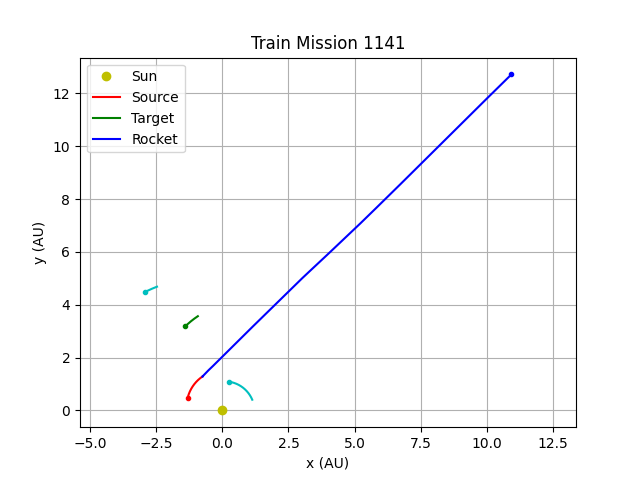 Train Mission 1141
Sun
Source
Target
Rocket
y (AU)
12
10
8
6
4
2
0
−5.0
−2.5
0.0
2.5
5.0
7.5
10.0
12.5
x (AU)